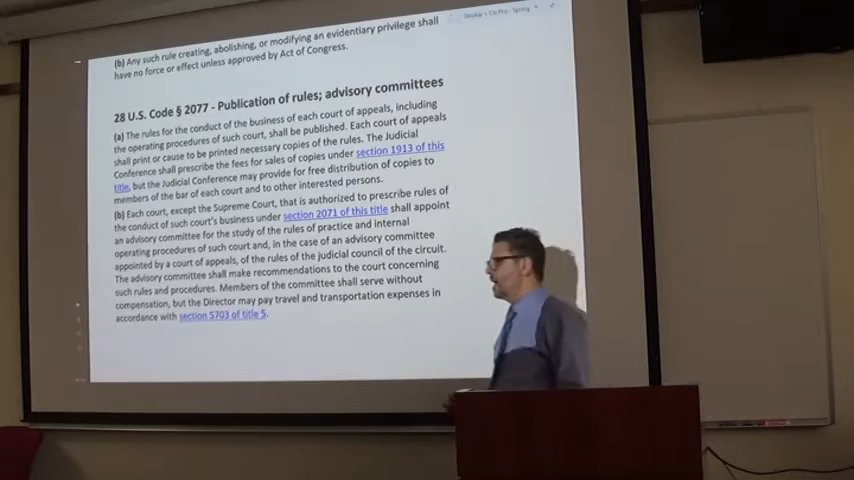 (b) Any such rule creating, abolishing, or modifying an evidentiary privilege shall
have no force or effect unless approved by Act of Congress.
28 U.S. Code § 2077 - Publication of rules; advisory committees
(a) The rules for the conduct of the business of each court of appeals, including
the operating procedures of such court, shall be published. Each court of appeals
shall print or cause to be printed necessary copies of the rules. The Judicial
Conference shall prescribe the fees for sales of copies under section 1913 of this
title, but the Judicial Conference may provide for free distribution of copies to
members of the bar of each court and to other interested persons.
(b) Each court, except the Supreme Court, that is authorized to prescribe rules of
the conduct of such court's business under section 2071 of this title shall appoint
an advisory committee for the study of the rules of practice and internal
operating procedures of such court and, in the case of an advisory committee
appointed by a court of appeals, of the rules of the judicial council of the circuit.
The advisory committee shall make recommendations to the court concerning
such rules and procedures. Members of the committee shall serve without
compensation, but the Director may pay travel and transportation expenses in
accordance with section 5703 of title 5.